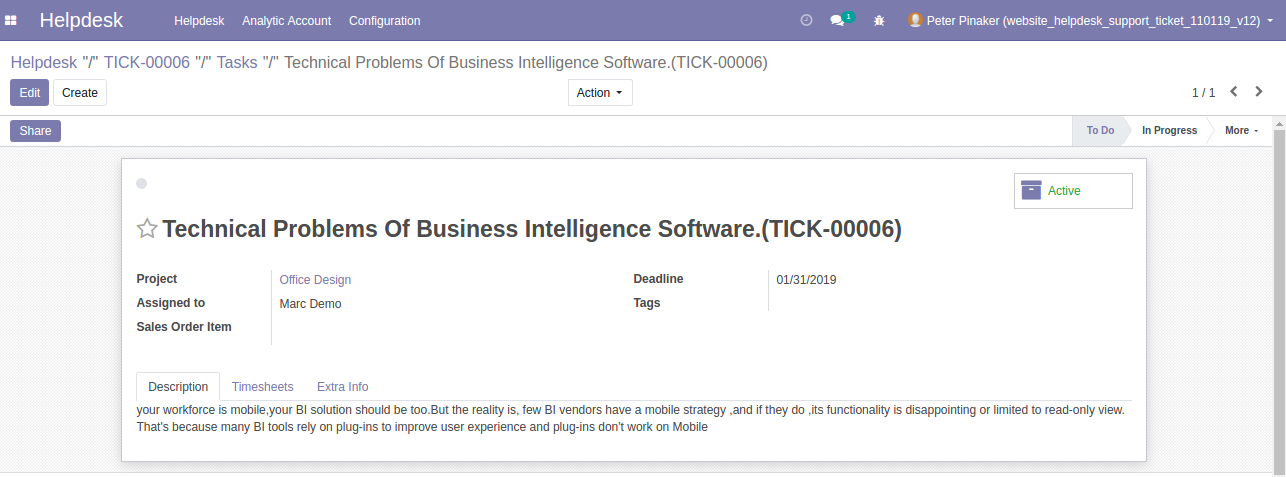 Helpdesk Helpdesk Analytic Account Configuration 1 Peter Pinaker (website_helpdesk_support_ticket_110119_v12)
Helpdesk "/" TICK-00006 "/" Tasks "/" Technical Problems Of Business Intelligence Software.(TICK-00006)
Edit Create Action 1 / 1
Share To Do In Progress More
Active
Technical Problems Of Business Intelligence Software.(TICK-00006)
Project Office Design Deadline 01/31/2019
Assigned to Marc Demo Tags
Sales Order Item
Description Timesheets Extra Info
your workforce is mobile,your BI solution should be too.But the reality is, few BI vendors have a mobile strategy ,and if they do ,its functionality is disappointing or limited to read-only view.
That's because many BI tools rely on plug-ins to improve user experience and plug-ins don't work on Mobile